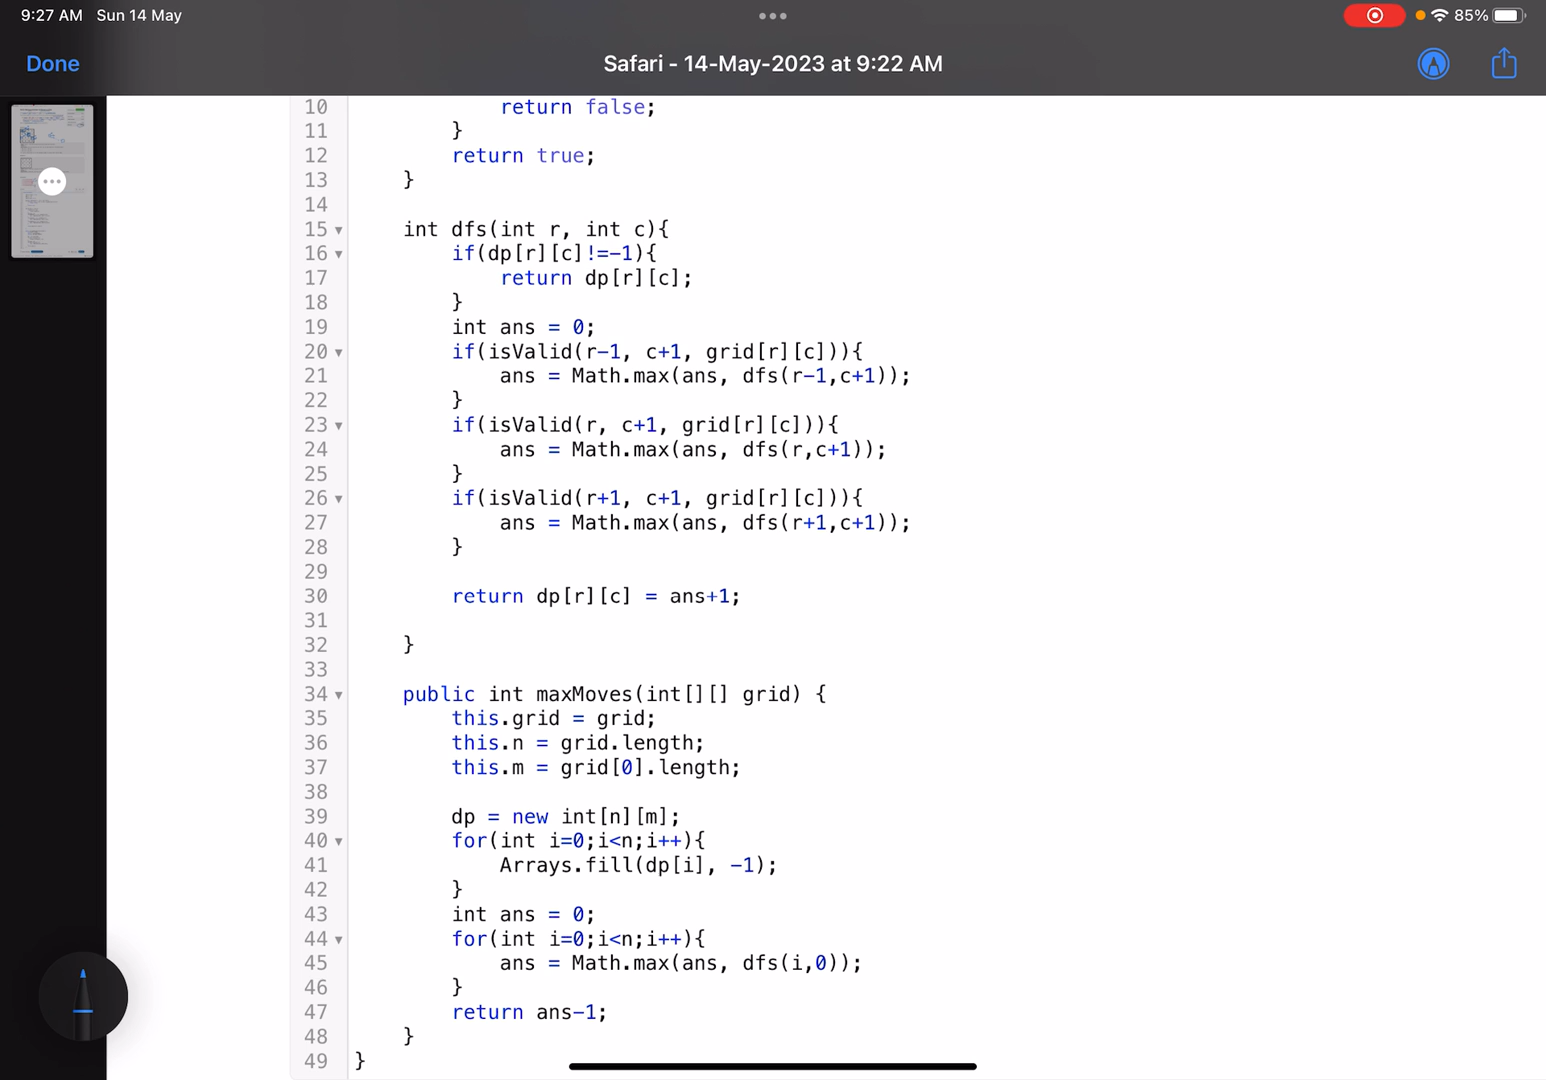 9:27 AM Sun 14 May
85%
Done
Safari - 14-May-2023 at 9:22 AM
10 return false;
11 }
12 return true;
13 }
14
15 int dfs(int r, int c){
16 if(dp[r][c]!=-1){
17 return dp[r][c];
18 }
19 int ans = 0;
20 if(isValid(r-1, c+1, grid[r][c])){
21 ans = Math.max(ans, dfs(r-1,c+1));
22 }
23 if(isValid(r, c+1, grid[r][c])){
24 ans = Math.max(ans, dfs(r,c+1));
25 }
26 if(isValid(r+1, c+1, grid[r][c])){
27 ans = Math.max(ans, dfs(r+1,c+1));
28 }
29
30 return dp[r][c] = ans+1;
31
32 }
33
34 public int maxMoves(int[][] grid) {
35 this.grid = grid;
36 this.n = grid.length;
37 this.m = grid[0].length;
38
39 dp = new int[n][m];
40 for(int i=0;i<n;i++){
41 Arrays.fill(dp[i], -1);
42 }
43 int ans = 0;
44 for(int i=0;i<n;i++){
45 ans = Math.max(ans, dfs(i,0));
46 }
47 return ans-1;
48 }
49 }